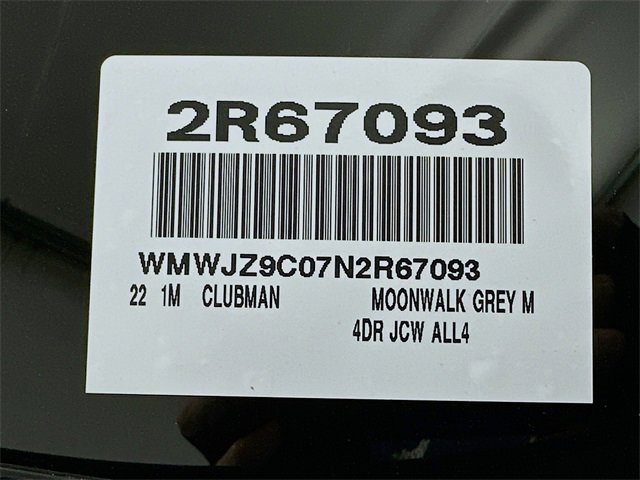 2R67093
WMWJZ9C07N2R67093
22 1M CLUBMAN MOONWALK GREY M
4DR JCW ALL4